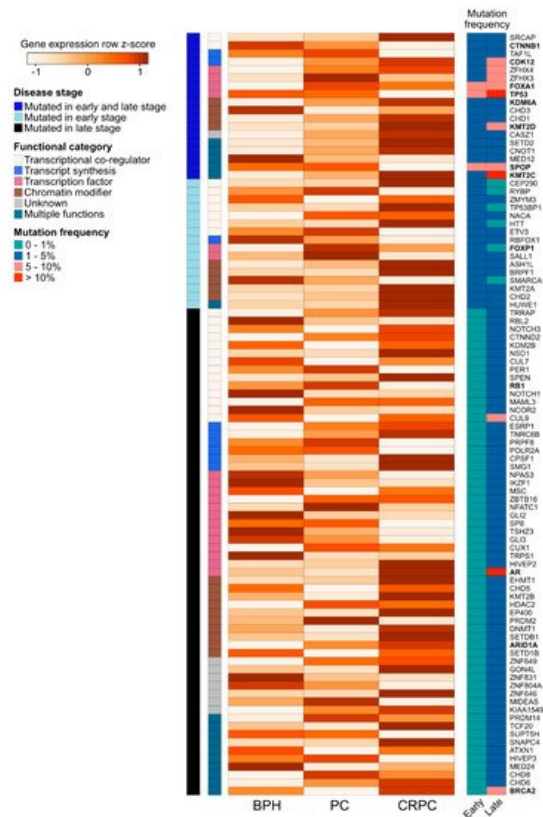 Mutation
frequency
Gene expression row z-score
-1 0 1
Disease stage
Mutated in early and late stage
Mutated in early stage
Mutated in late stage
Functional category
Transcriptional co-regulator
Transcript synthesis
Transcription factor
Chromatin modifier
Unknown
Multiple functions
Mutation frequency
0 - 1%
1 - 5%
5 - 10%
> 10%
SRCAP
CTNNB1
TAF1L
CDK12
ZFHX4
ZFHX3
FOXA1
TP53
KDM6A
CHD3
CHD1
KMT2D
CASZ1
SETD2
CNOT1
MED12
SPOP
KMT2C
CEP290
RYBP
ZMYM3
TP53BP1
NACA
HTT
ETV3
RBFOX1
FOXP1
SALL1
ASH1L
BRPF1
SMARCA
KMT2A
CHD2
HUWE1
TRRAP
RBL2
NOTCH3
CTNND2
KDM2B
NSD1
CUL7
PER1
SPEN
RB1
NOTCH1
MAML3
NCOR2
CUL9
ESRP1
TNRC6B
PRPF8
POLR2A
CPSF1
SMG1
NPAS3
IKZF1
MSC
ZBTB16
NFATC1
GLI2
SP8
TSHZ3
GLI3
CUX1
TRPS1
HIVEP2
AR
EHMT1
CHD5
KMT2B
HDAC2
EP400
PRDM2
DNMT1
SETDB1
ARID1A
SETD1B
ZNF649
GON4L
ZNF831
ZNF804A
ZNF646
MIDEAS
KIAA1549
PRDM14
TCF20
SUPT5H
SNAPC4
ATXN1
HIVEP3
MED24
CHD8
CHD6
BRCA2
BPH PC CRPC
Early Late